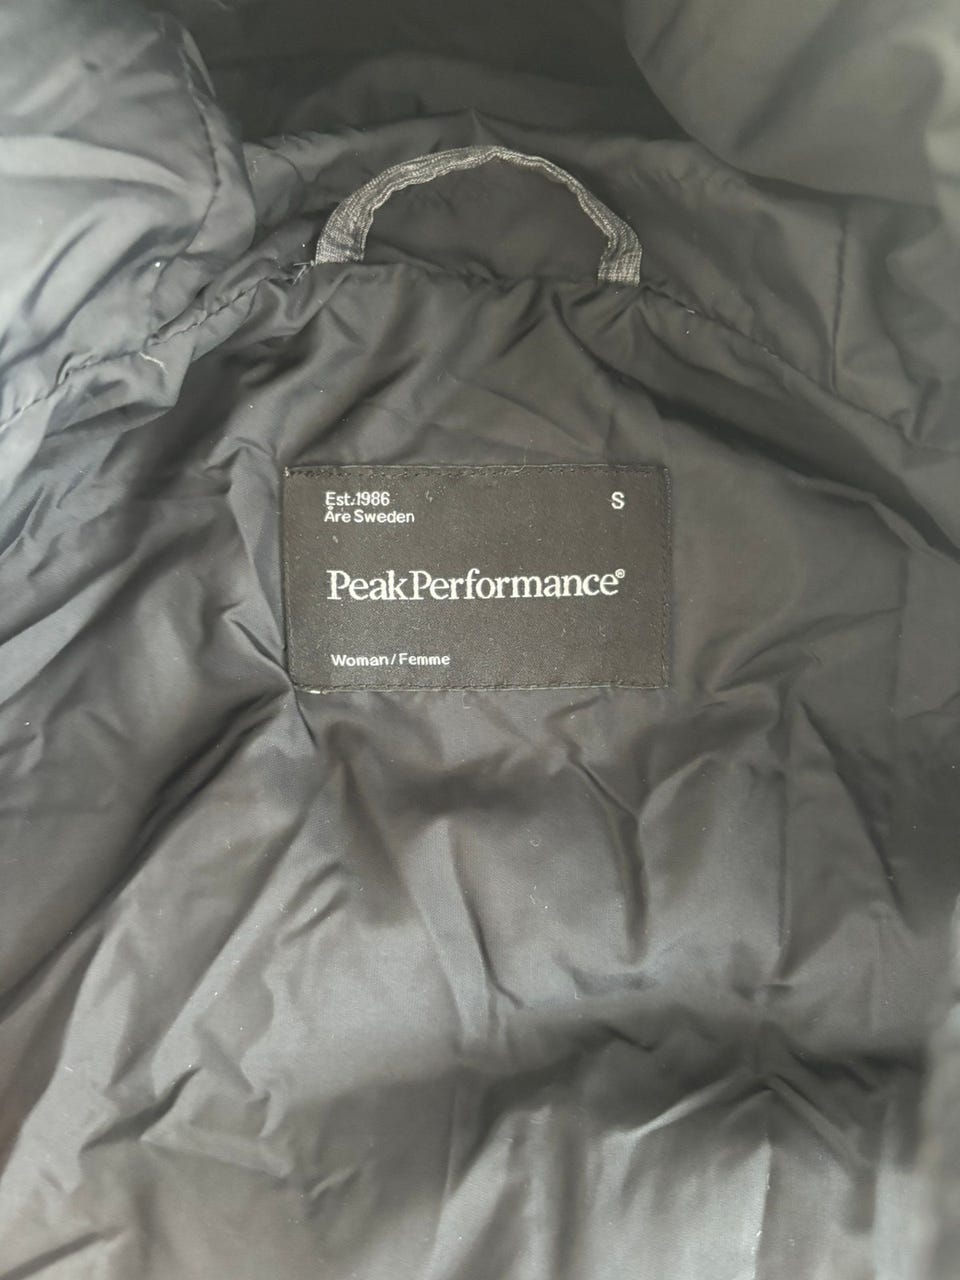 Est.1986 S
Åre Sweden
PeakPerformance®
Woman/Femme